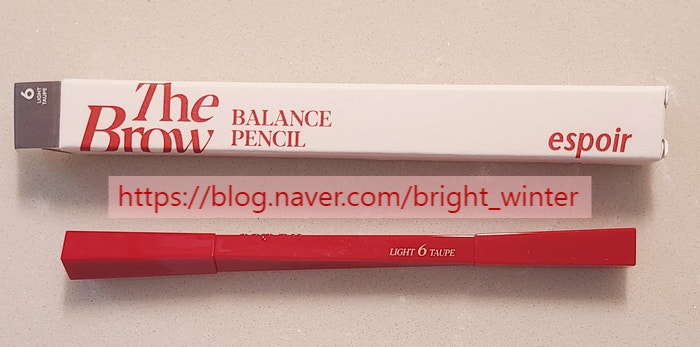 6
LIGHT
TAUPE
The
Brow
BALANCE
PENCIL
espoir
https://blog.naver.com/bright_winter
LIGHT 6 TAUPE